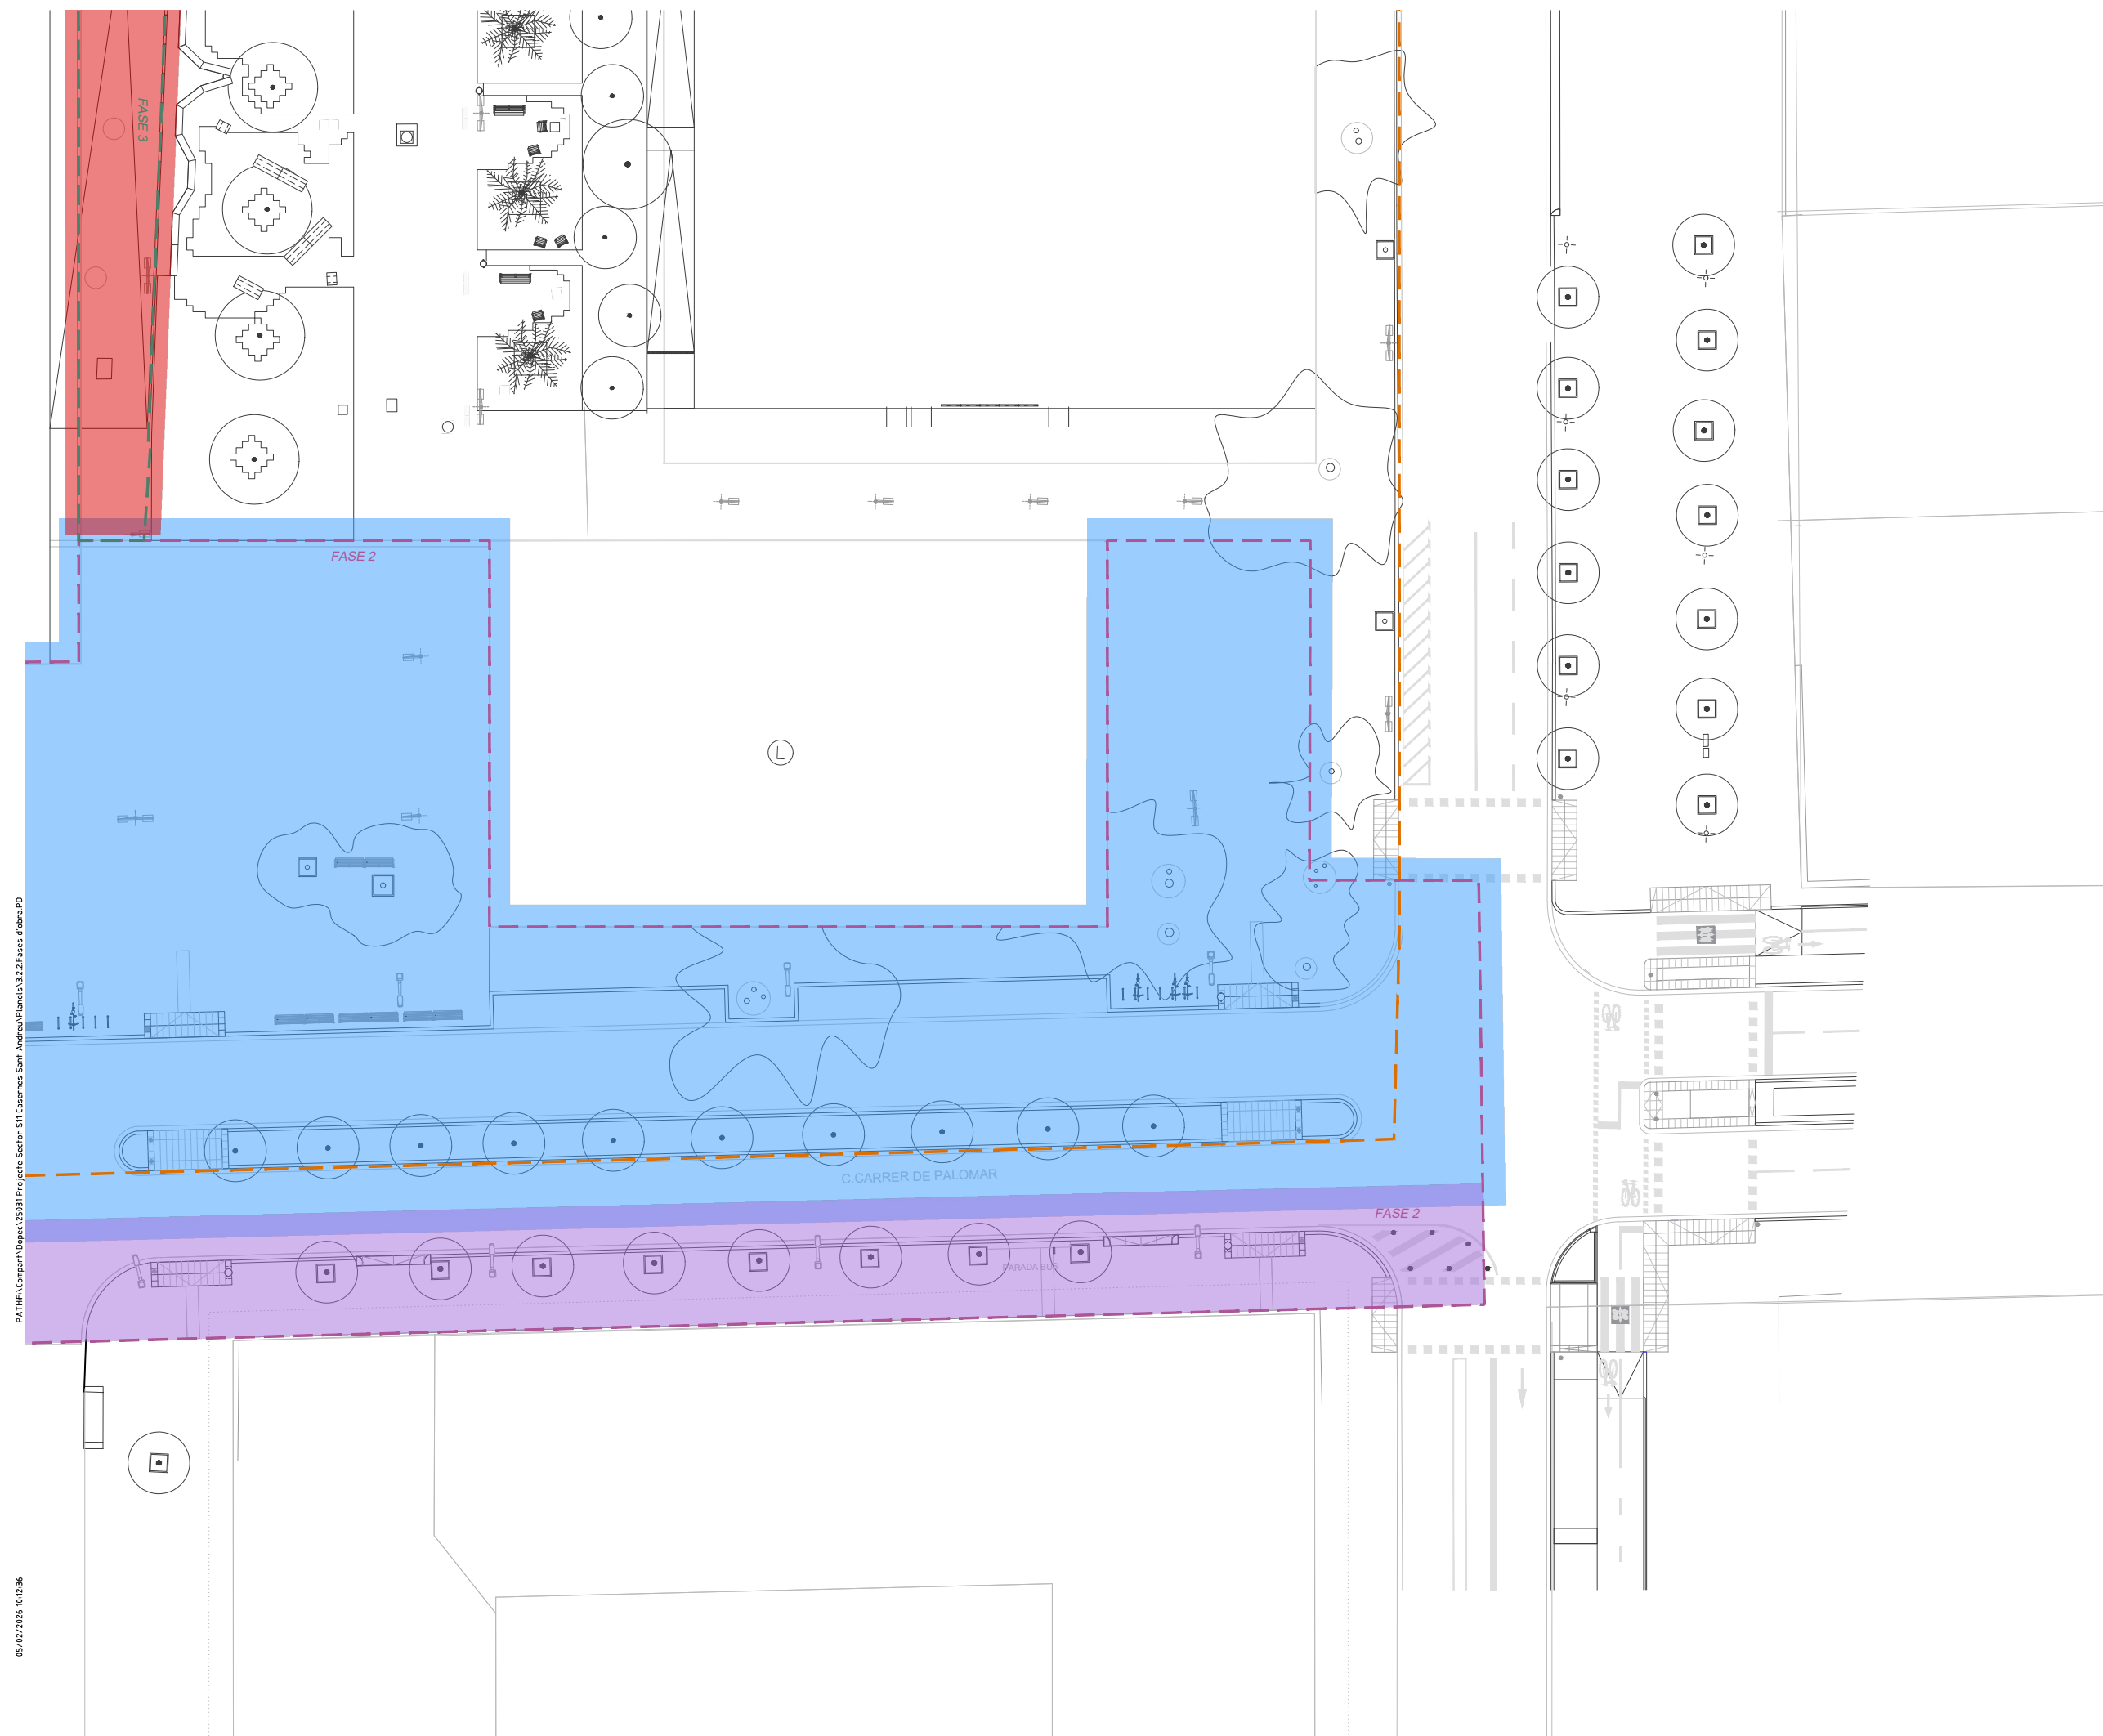 FASE 3
FASE 2
L
C.CARRER DE PALOMAR
FASE 2
PARADA BUS
PATHF:\Compart\Dopec\25031 Projecte Sector S11 Casernes Sant Andreu\Planols\3.2.2 Fases d'obra.PD
05/02/2026 10:12:36